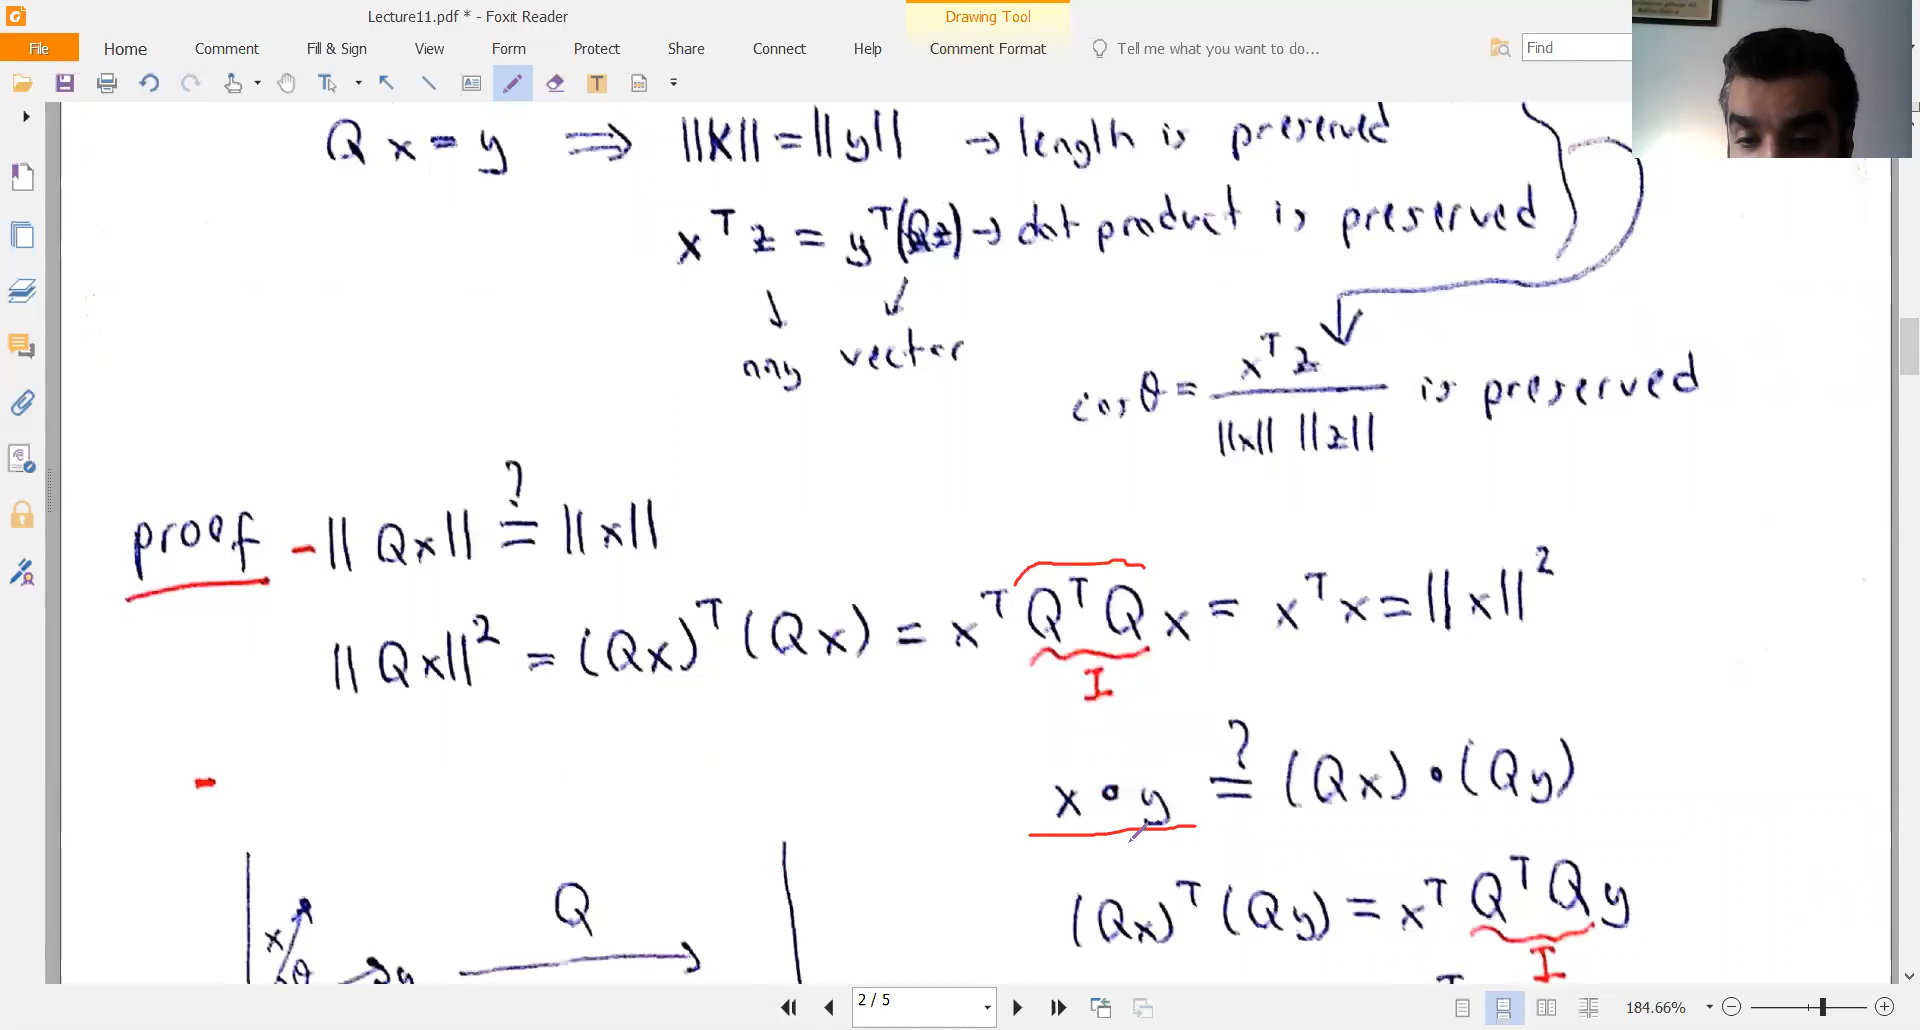 Lecture11.pdf * - Foxit Reader
Drawing Tool
File Home Comment Fill & Sign View Form Protect Share Connect Help Comment Format Tell me what you want to do... Find
Q x = y ⟹ ||x|| = ||y|| → length is preserved
x^T z = y^T(Qz) → dot product is preserved
any vector
cos θ = x^T z / ||x|| ||z|| is preserved
proof - ||Qx|| ≟ ||x||
||Qx||² = (Qx)^T (Qx) = x^T Q^T Q x = x^T x = ||x||²
I
-
x • y ≟ (Qx) • (Qy)
(Qx)^T (Qy) = x^T Q^T Q y
I
Q
x
θ
y
T
2 / 5
184.66%